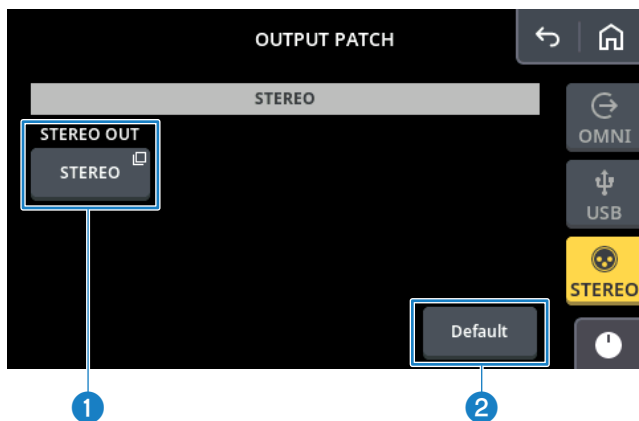 OUTPUT PATCH
STEREO
STEREO OUT
STEREO
OMNI
USB
STEREO
Default
1
2